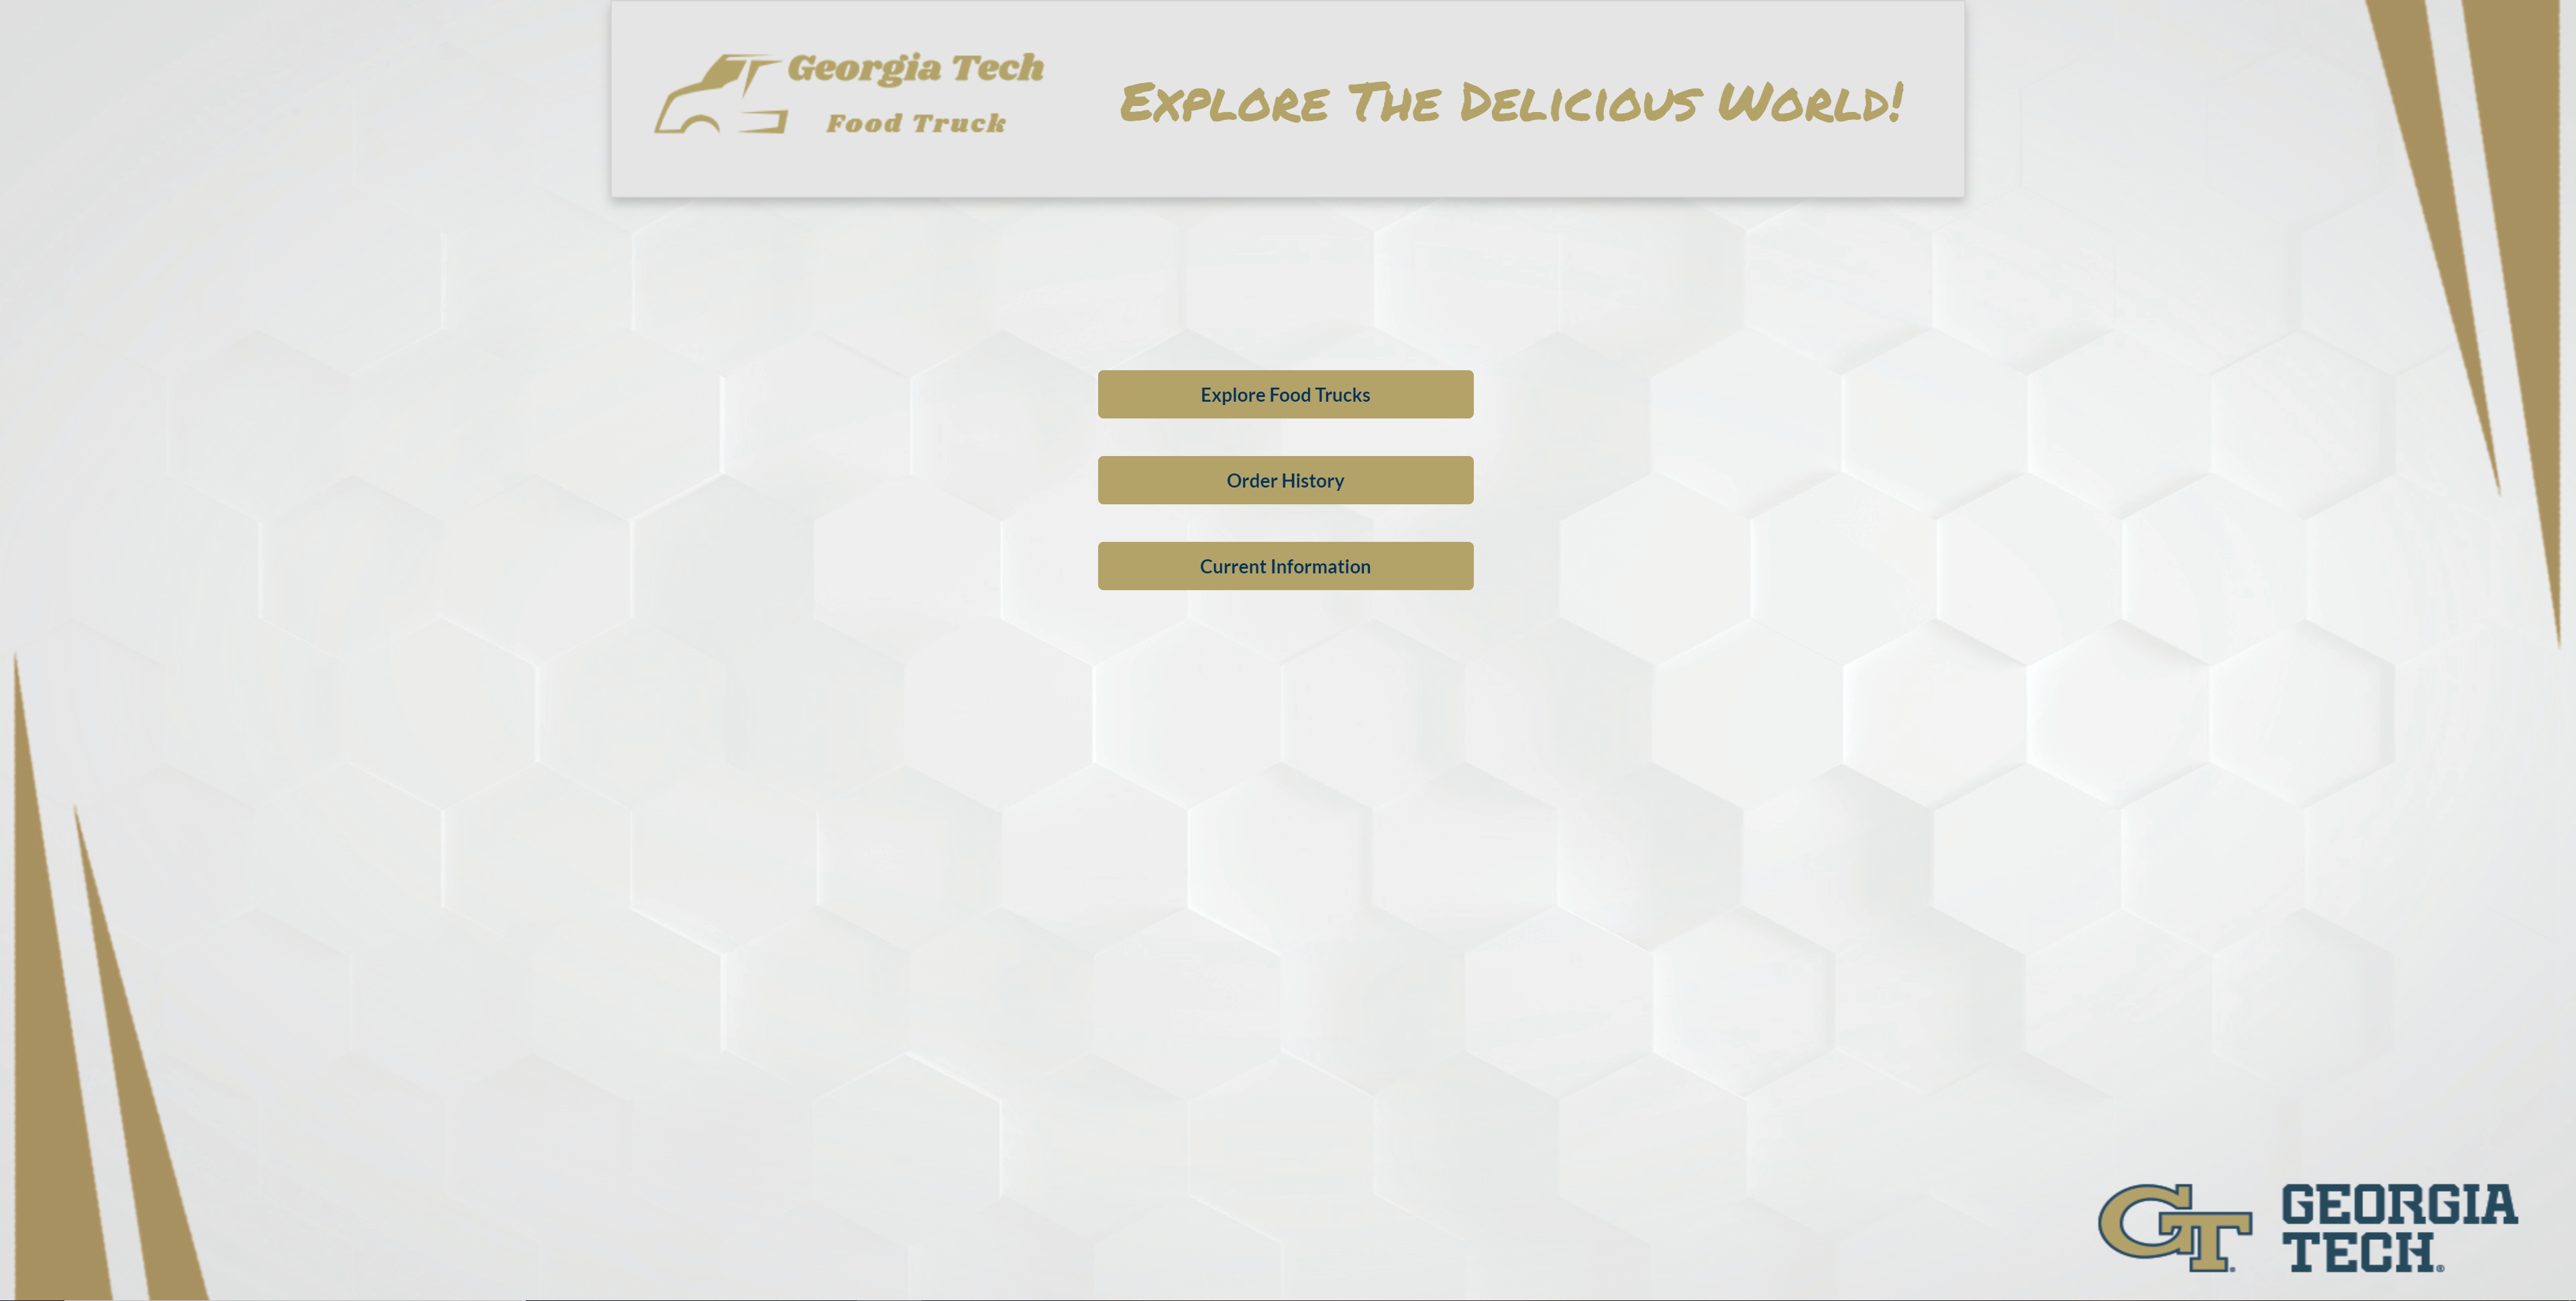 Georgia Tech
Food Truck
Explore The Delicious World!
Explore Food Trucks
Order History
Current Information
GT
GEORGIA
TECH®